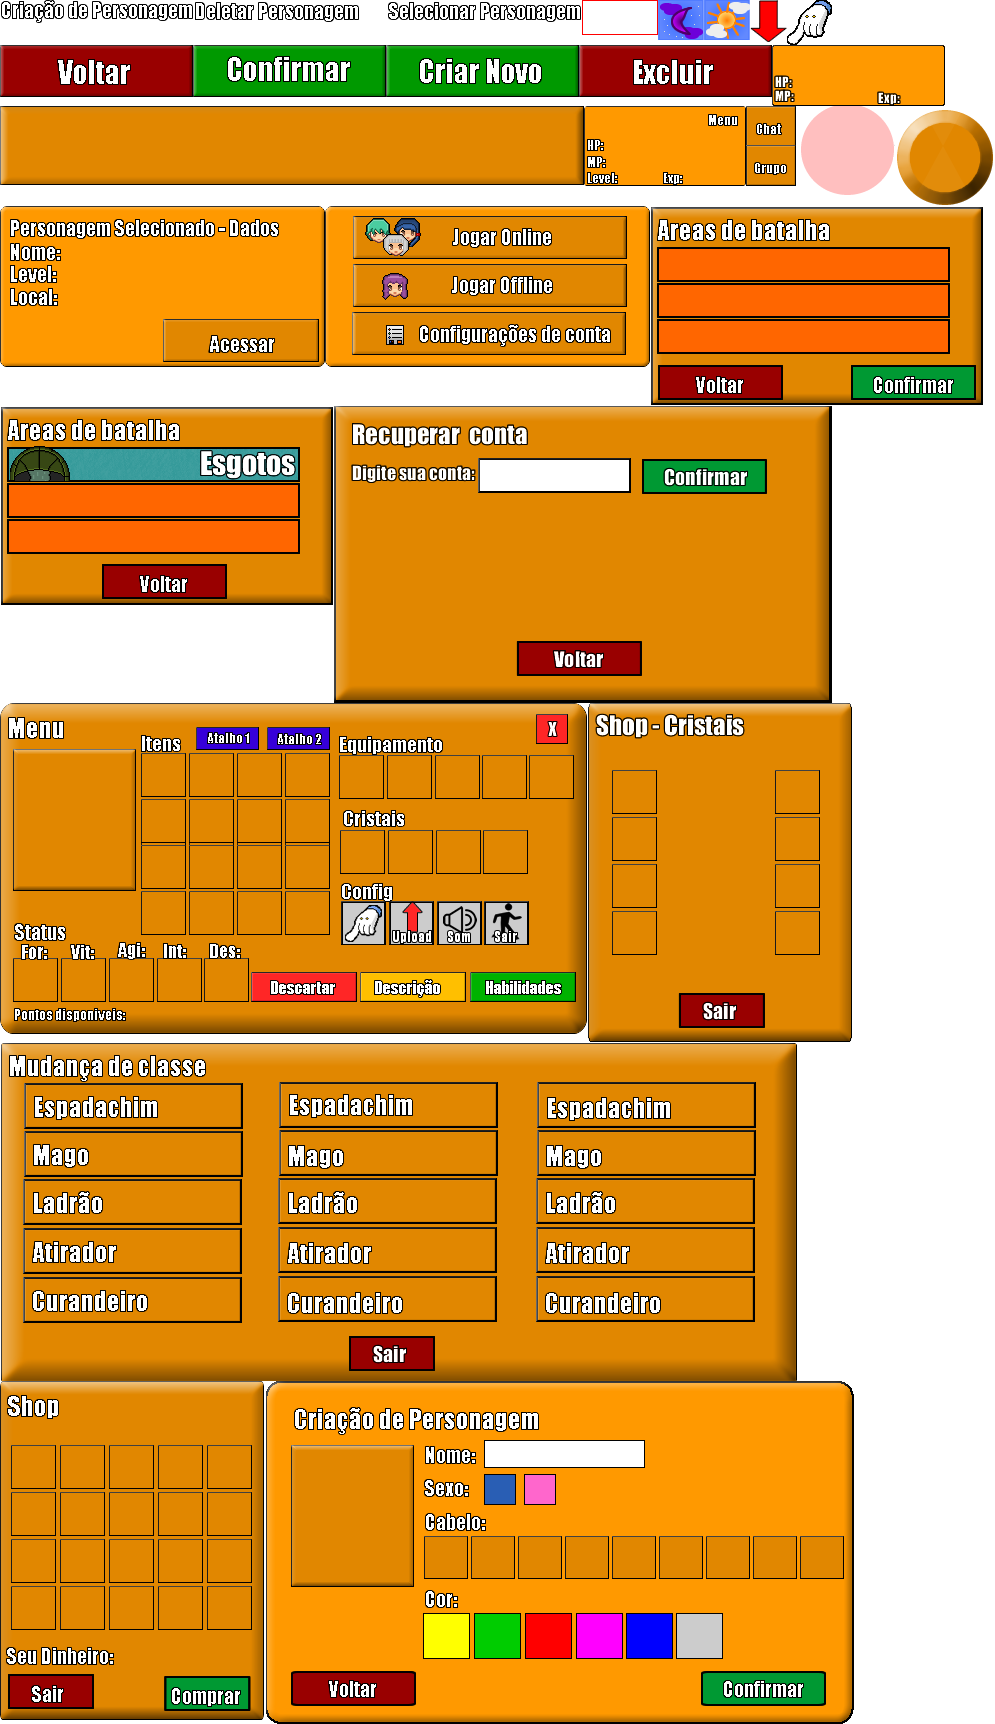 Criação de Personagem Deletar Personagem Selecionar Personagem
Voltar Confirmar Criar Novo Excluir
HP:
MP: Exp:
Menu
HP:
MP:
Level: Exp:
Chat
Grupo
Personagem Selecionado - Dados
Nome:
Level:
Local:
Acessar
Jogar Online
Jogar Offline
Configurações de conta
Areas de batalha
Voltar Confirmar
Areas de batalha
Esgotos
Voltar
Recuperar conta
Digite sua conta: Confirmar
Voltar
Menu
X
Itens Atalho 1 Atalho 2 Equipamento
Cristais
Config
Upload Som Sair
Status
For: Vit: Agi: Int: Des:
Descartar Descrição Habilidades
Pontos disponiveis:
Shop - Cristais
Sair
Mudança de classe
Espadachim Espadachim Espadachim
Mago Mago Mago
Ladrão Ladrão Ladrão
Atirador Atirador Atirador
Curandeiro Curandeiro Curandeiro
Sair
Shop
Seu Dinheiro:
Sair Comprar
Criação de Personagem
Nome:
Sexo:
Cabelo:
Cor:
Voltar Confirmar